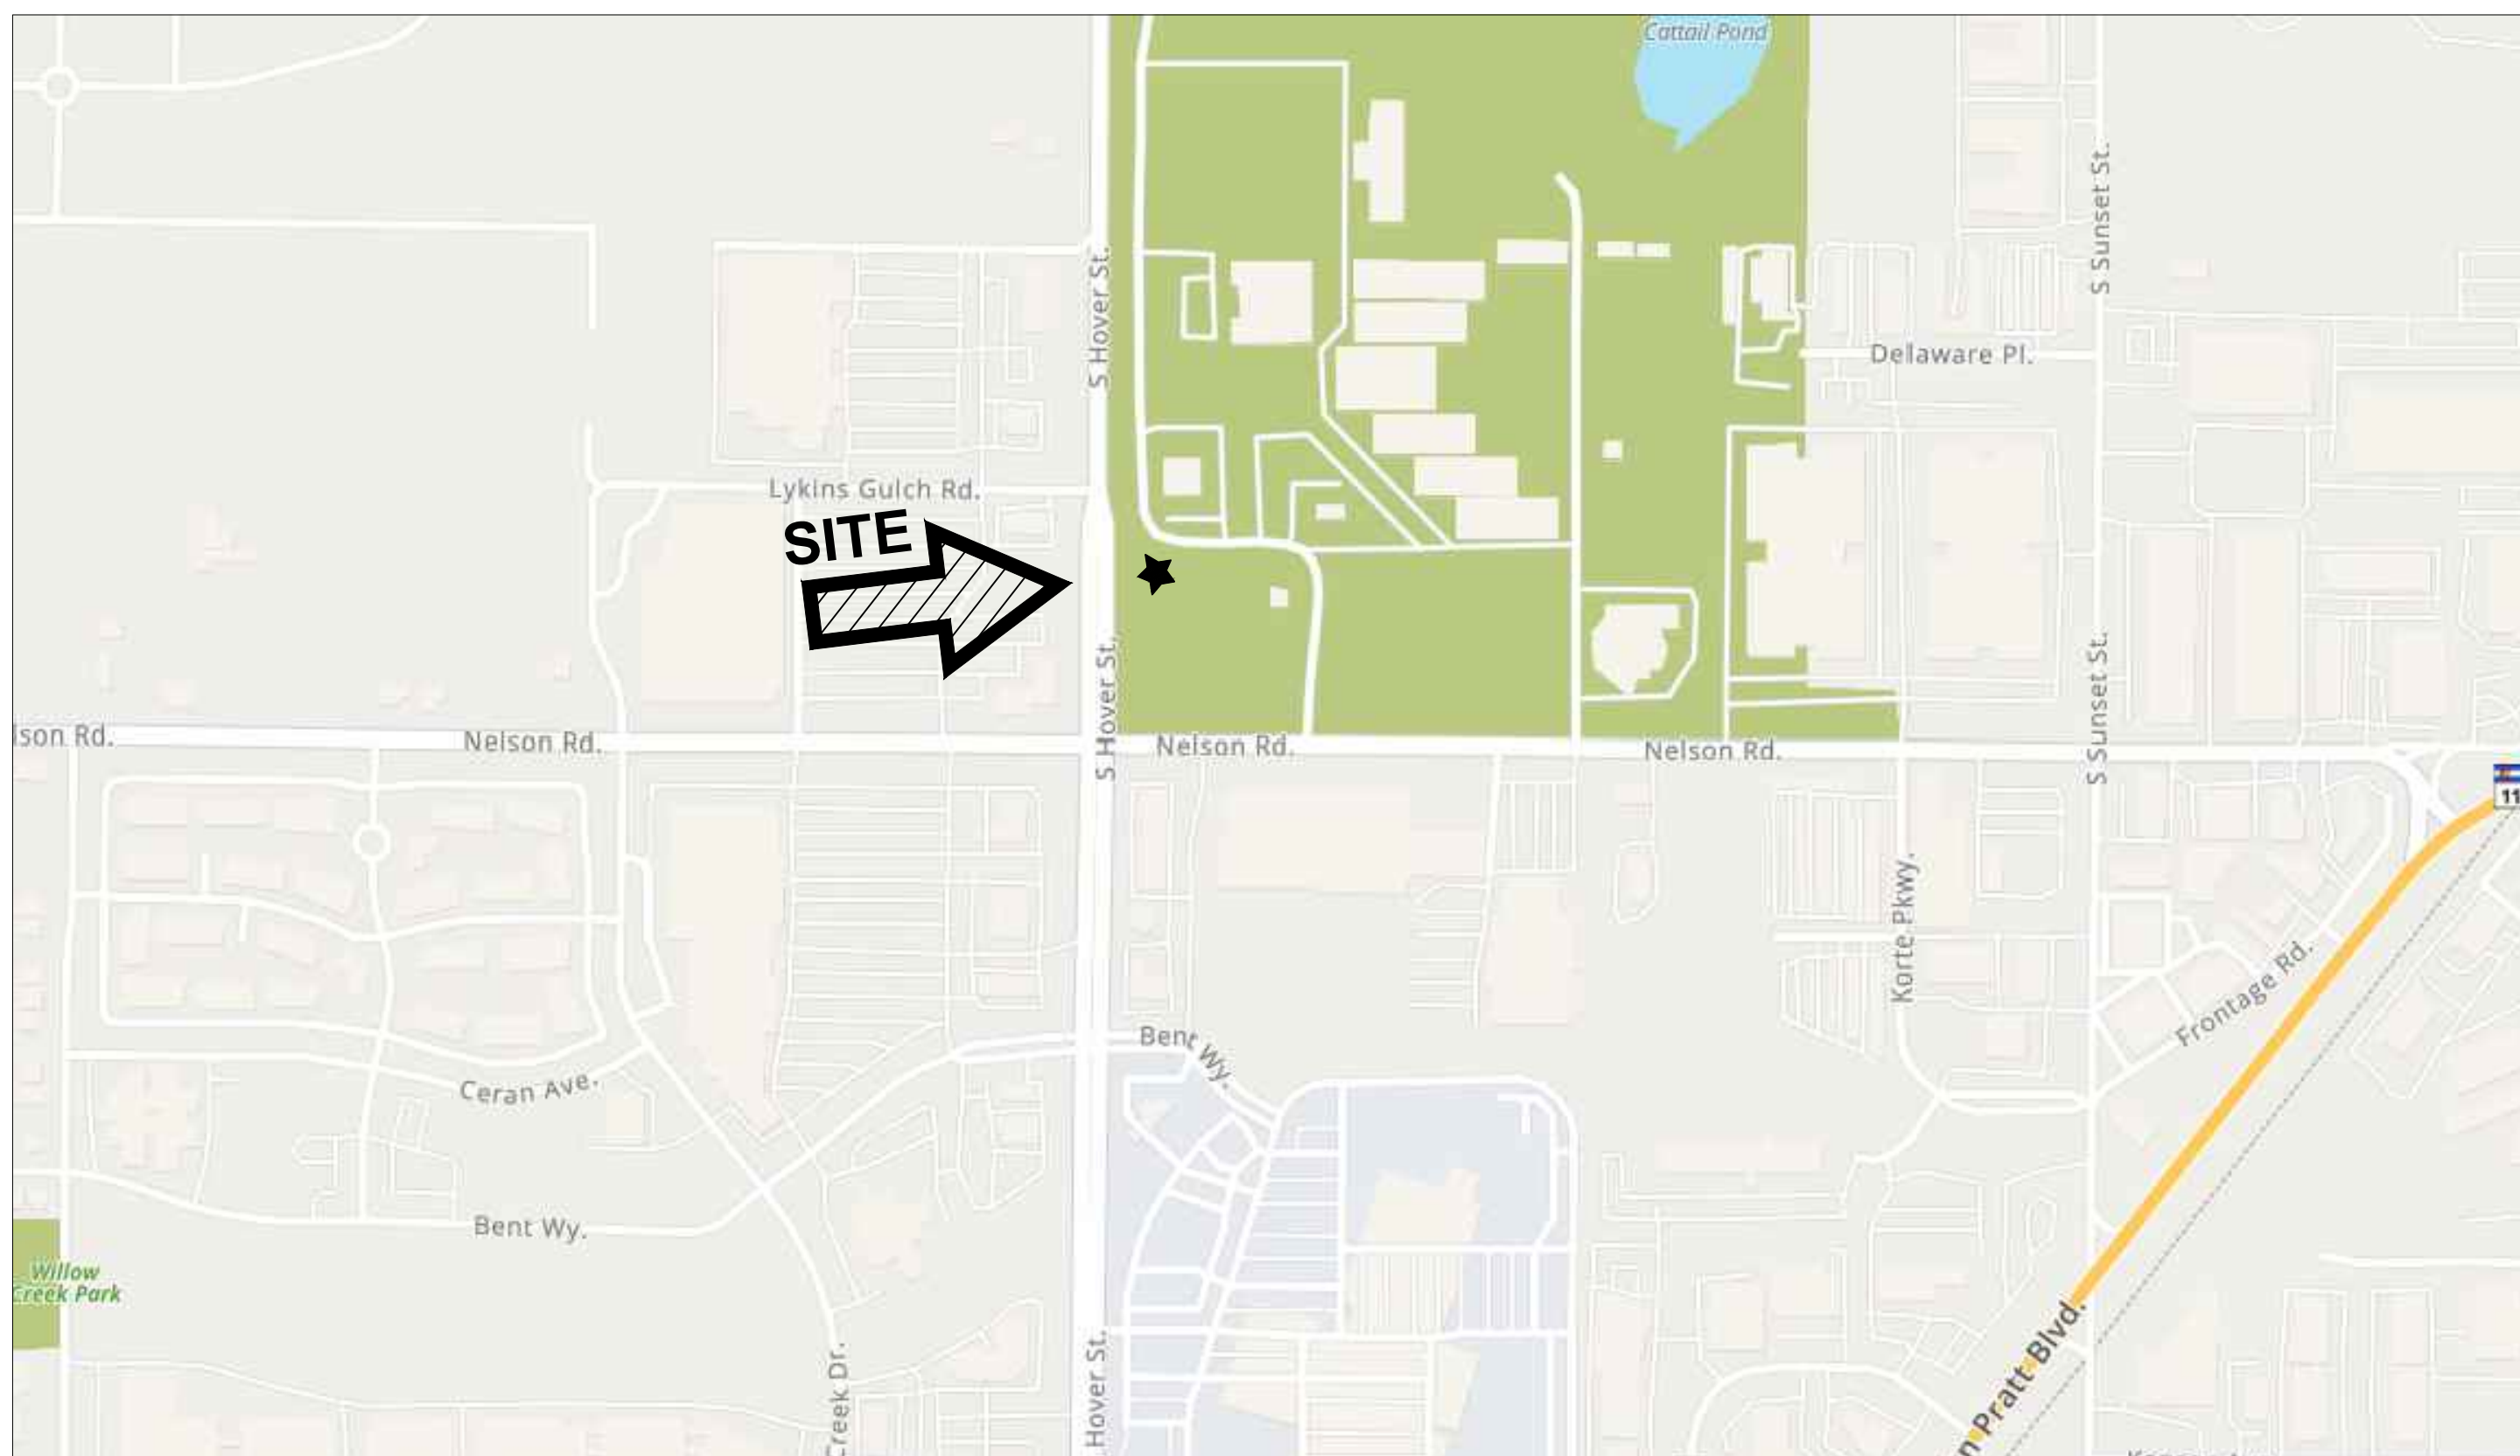 Cattail Pond
S Sunset St.
S Hover St.
Dellaware Pl.
Lykins Gulch Rd.
SITE
S Hover St.
S Sunset St.
lson Rd.
Nelson Rd.
Nelson Rd.
Nelson Rd.
11
Korte Pkwy.
Frontage Rd.
Bent Wy.
Ceran Ave.
Bent Wy.
Willow
Creek Park
Creek Dr.
Hover St.
n Pratt Blvd.